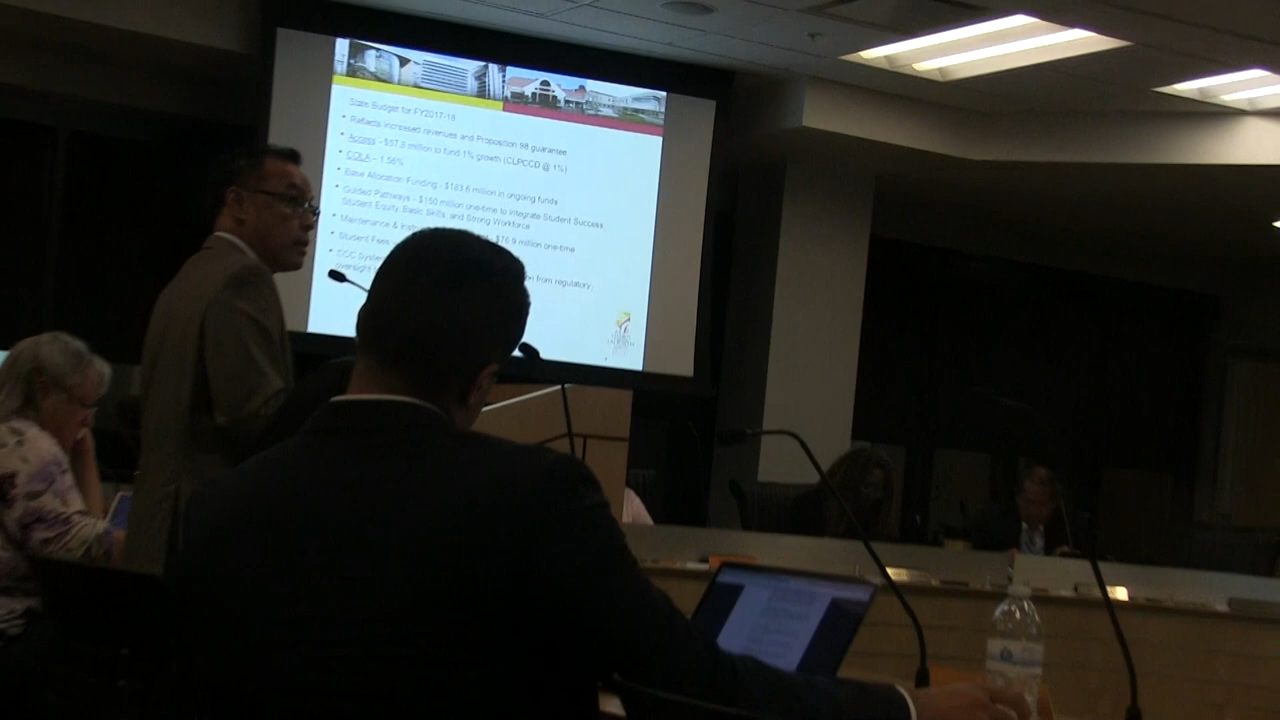 State Budget for FY2017-18
• Reflects increased revenues and Proposition 98 guarantee
• Access - $57.8 million to fund 1% growth (CLPCCD @ 1%)
• COLA - 1.56%
• Base Allocation Funding - $183.6 million in ongoing funds
• Guided Pathways - $150 million one-time to Integrate Student Success,
Student Equity, Basic Skills, and Strong Workforce
• Maintenance & $76.9 million one-time
• Student Fees
• CCC System from regulatory
oversight